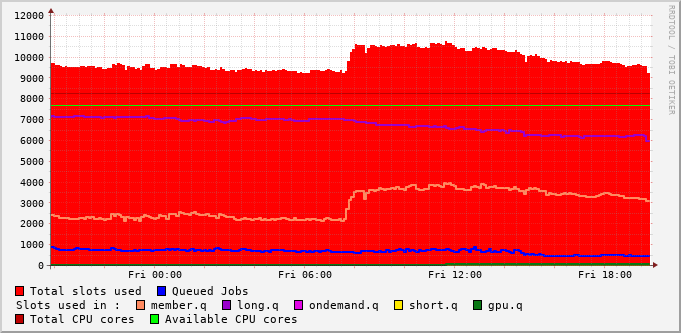 12000
11000
10000
9000
8000
7000
6000
5000
4000
3000
2000
1000
0
Fri 00:00 Fri 06:00 Fri 12:00 Fri 18:00
Total slots used Queued Jobs
Slots used in : member.q long.q ondemand.q short.q gpu.q
Total CPU cores Available CPU cores
RRDTOOL / TOBI OETIKER